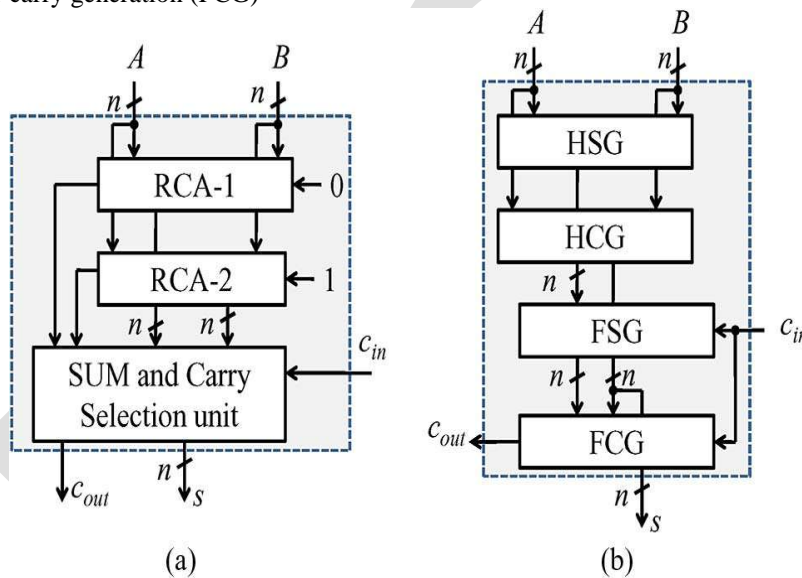 carry generation (FCG)
A B
n n
RCA-1 0
RCA-2 1
n n
c_in
SUM and Carry
Selection unit
n
c_out s
(a)
A B
n n
HSG
HCG
n
FSG c_in
n n
c_out FCG
n
s
(b)